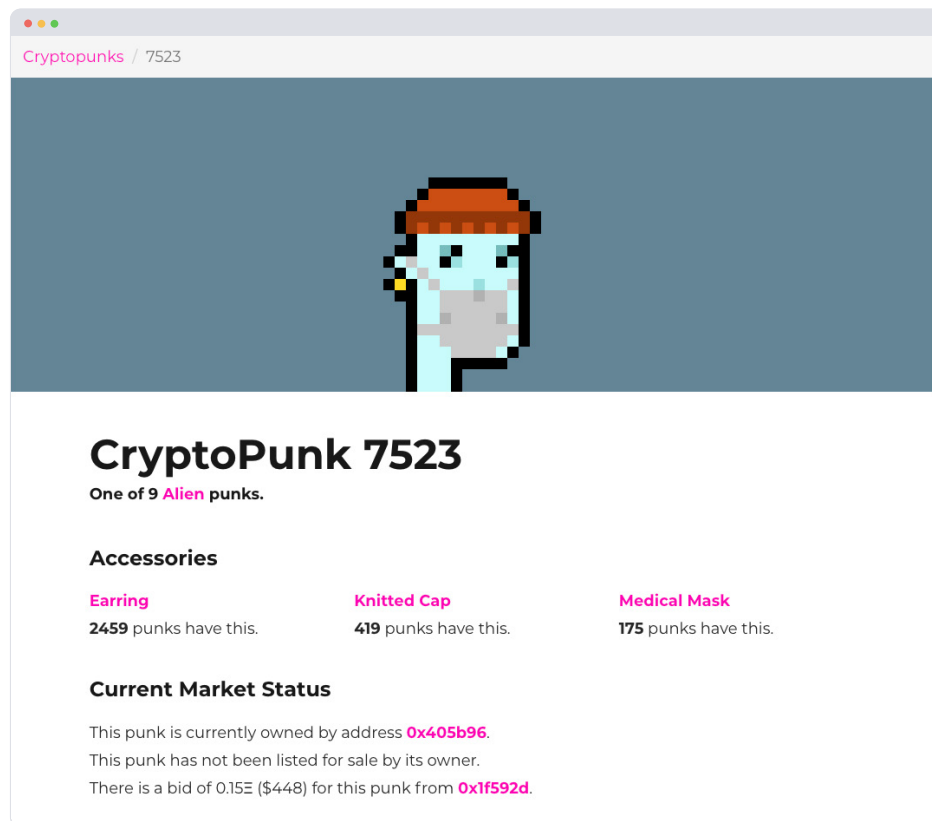 Cryptopunks / 7523
CryptoPunk 7523
One of 9 Alien punks.
Accessories
Earring
2459 punks have this.
Knitted Cap
419 punks have this.
Medical Mask
175 punks have this.
Current Market Status
This punk is currently owned by address 0x405b96.
This punk has not been listed for sale by its owner.
There is a bid of 0.15Ξ ($448) for this punk from 0x1f592d.